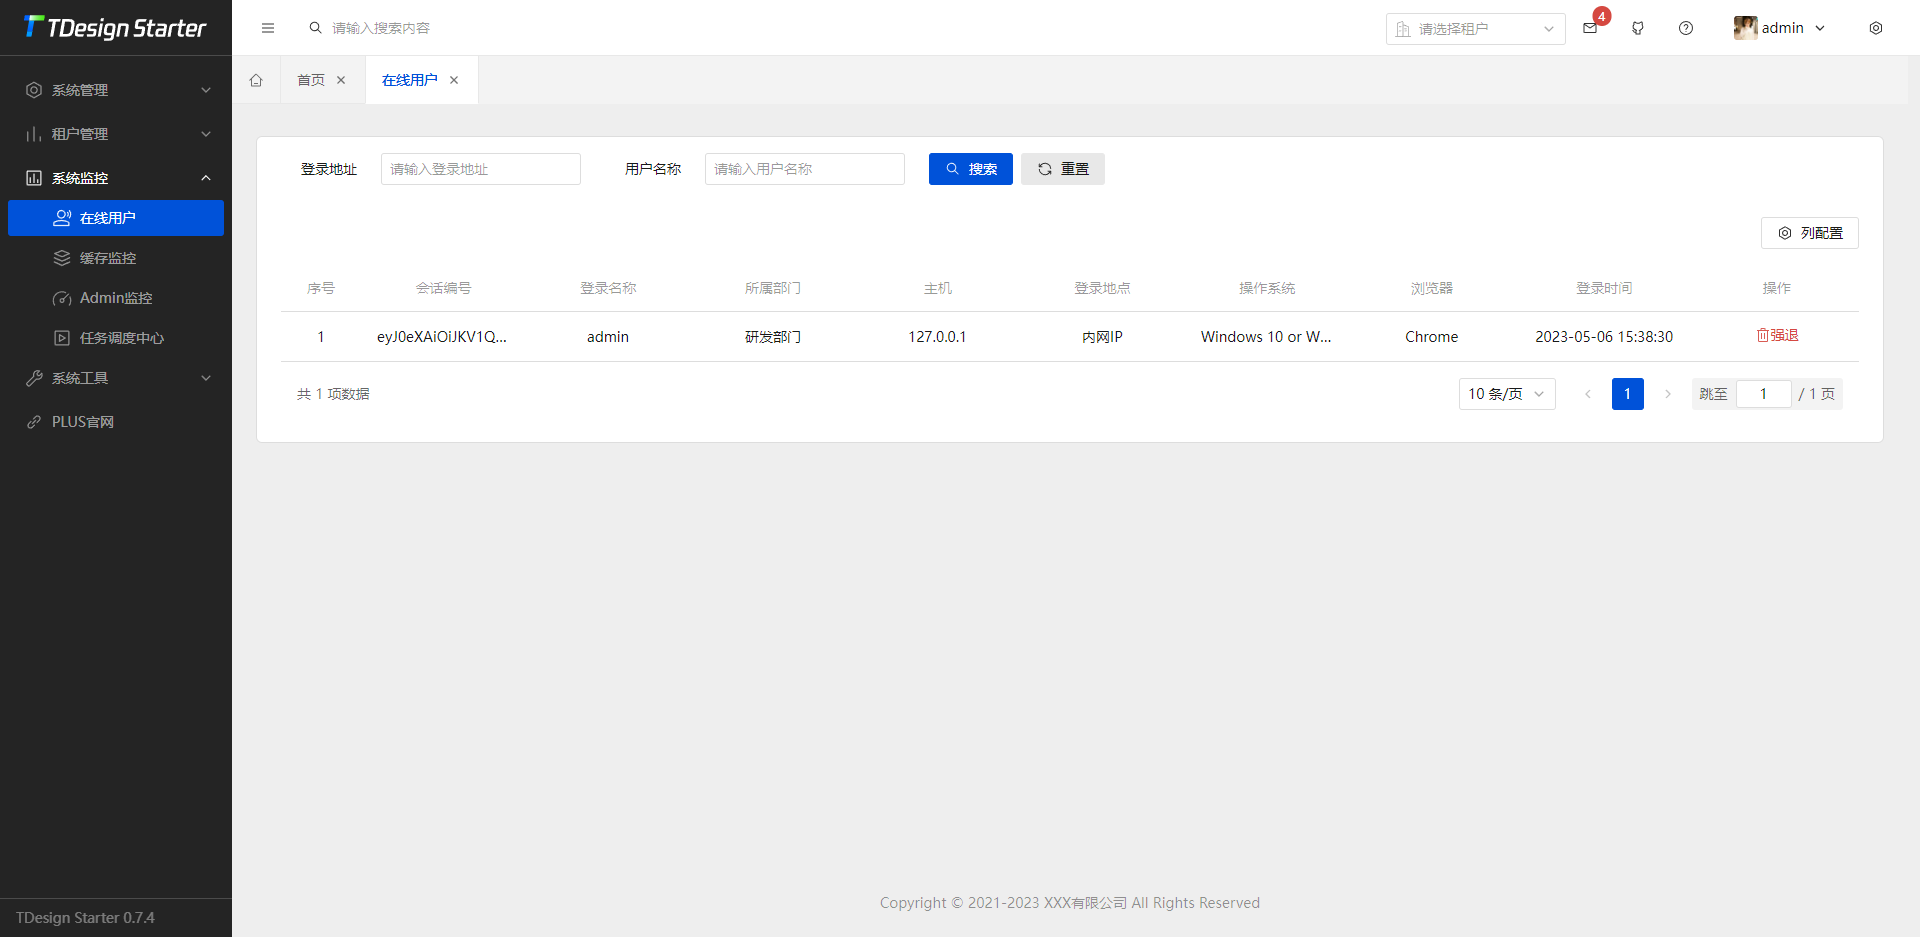 TDesign Starter
请输入搜索内容
请选择租户
4
admin
系统管理
租户管理
系统监控
在线用户
缓存监控
Admin监控
任务调度中心
系统工具
PLUS官网
TDesign Starter 0.7.4
首页
在线用户
登录地址 请输入登录地址 用户名称 请输入用户名称 搜索 重置
列配置
序号 会话编号 登录名称 所属部门 主机 登录地点 操作系统 浏览器 登录时间 操作
1 eyJ0eXAiOiJKV1Q... admin 研发部门 127.0.0.1 内网IP Windows 10 or W... Chrome 2023-05-06 15:38:30 强退
共 1 项数据 10 条/页 1 跳至 1 / 1 页
Copyright © 2021-2023 XXX有限公司 All Rights Reserved